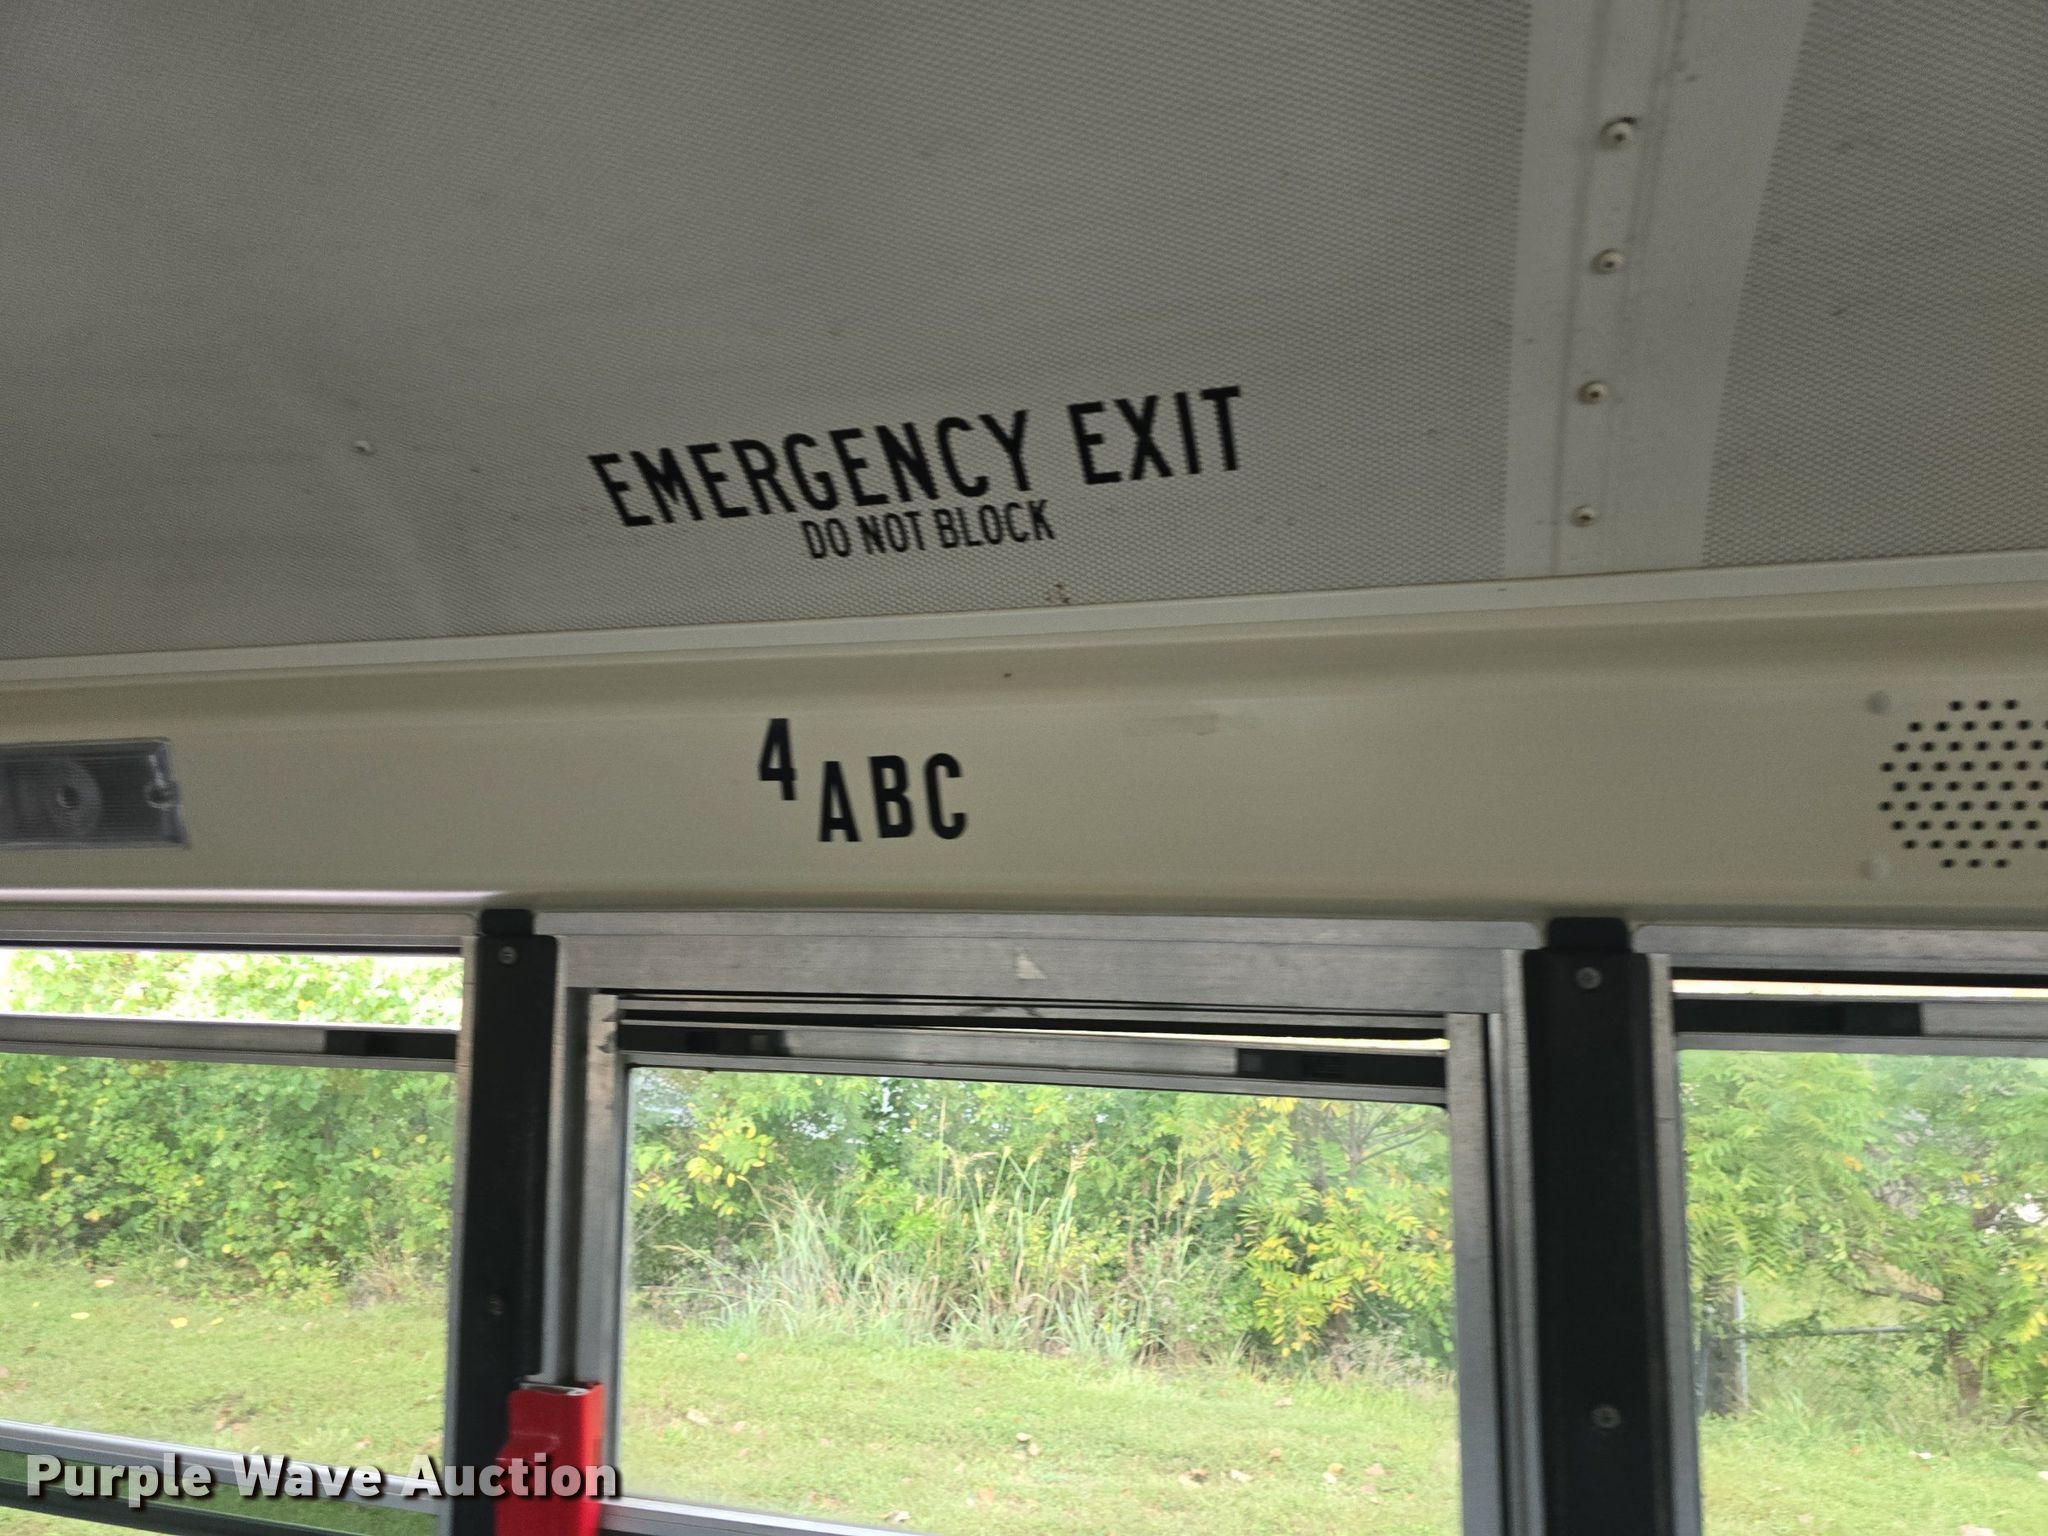 EMERGENCY EXIT
DO NOT BLOCK
4 ABC
Purple Wave Auction